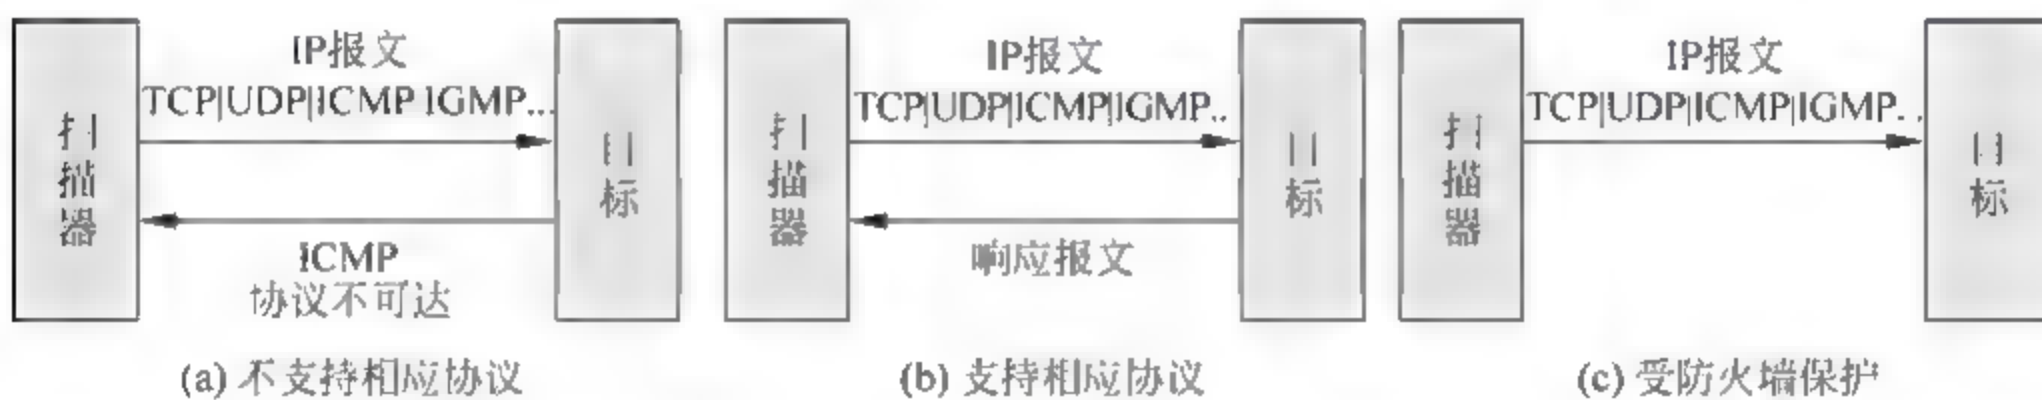 扫描器
IP报文
TCP|UDP|ICMP IGMP...
目标
ICMP
协议不可达
(a) 不支持相应协议
扫描器
IP报文
TCP|UDP|ICMP|IGMP..
目标
响应报文
(b) 支持相应协议
扫描器
IP报文
TCP|UDP|ICMP|IGMP. .
目标
(c) 受防火墙保护